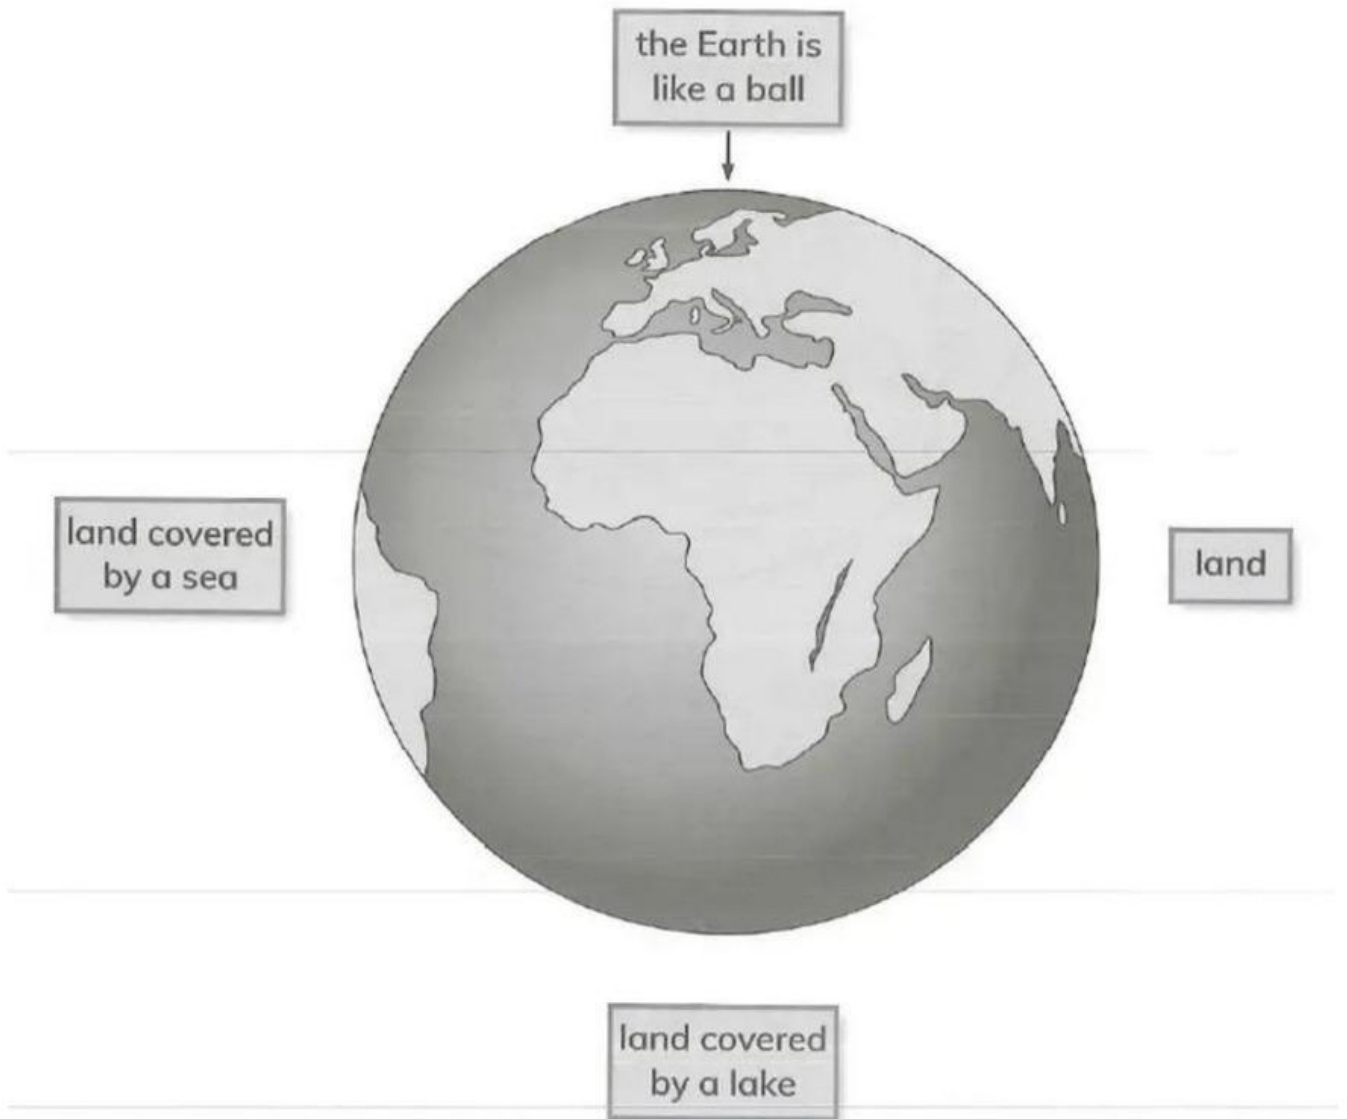 the Earth is
like a ball
land covered
by a sea
land
land covered
by a lake